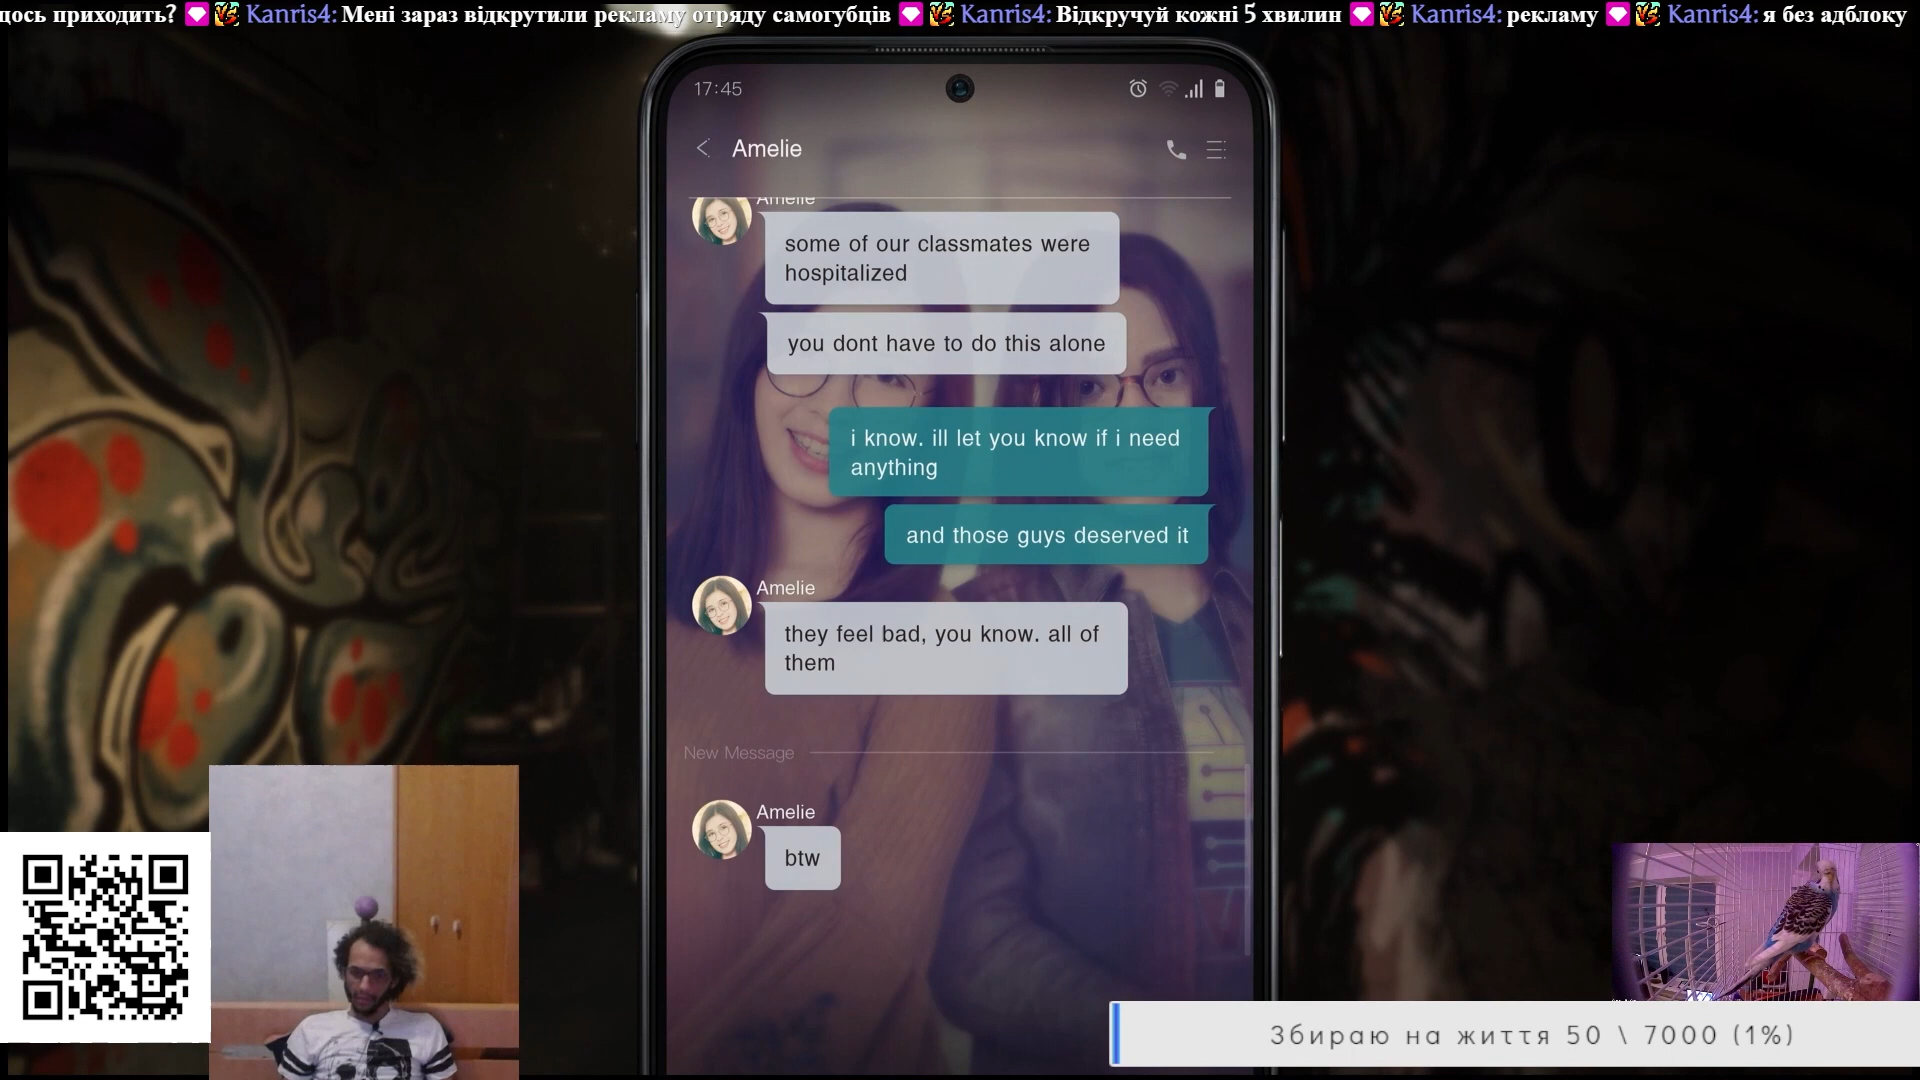 дось приходить? Kanris4: Мені зараз відкрутили рекламу отряду самогубців Kanris4: Відкручуй кожні 5 хвилин Kanris4: рекламу Kanris4: я без адблоку
17:45
Amelie
Amelie
some of our classmates were
hospitalized
you dont have to do this alone
i know. ill let you know if i need
anything
and those guys deserved it
Amelie
they feel bad, you know. all of
them
New Message
Amelie
btw
Збираю на життя 50 \ 7000 (1%)